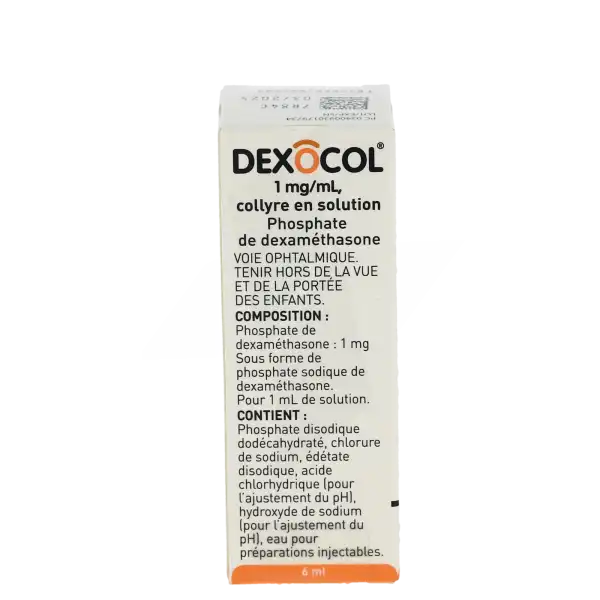 DEXOCOL®
1 mg/mL,
collyre en solution
Phosphate
de dexaméthasone
VOIE OPHTALMIQUE.
TENIR HORS DE LA VUE
ET DE LA PORTÉE
DES ENFANTS.
COMPOSITION :
Phosphate de
dexaméthasone : 1 mg
Sous forme de
phosphate sodique de
dexaméthasone.
Pour 1 mL de solution.
CONTIENT :
Phosphate disodique
dodécahydraté, chlorure
de sodium, édétate
disodique, acide
chlorhydrique (pour
l'ajustement du pH),
hydroxyde de sodium
(pour l'ajustement du
pH), eau pour
préparations injectables.
6 ml